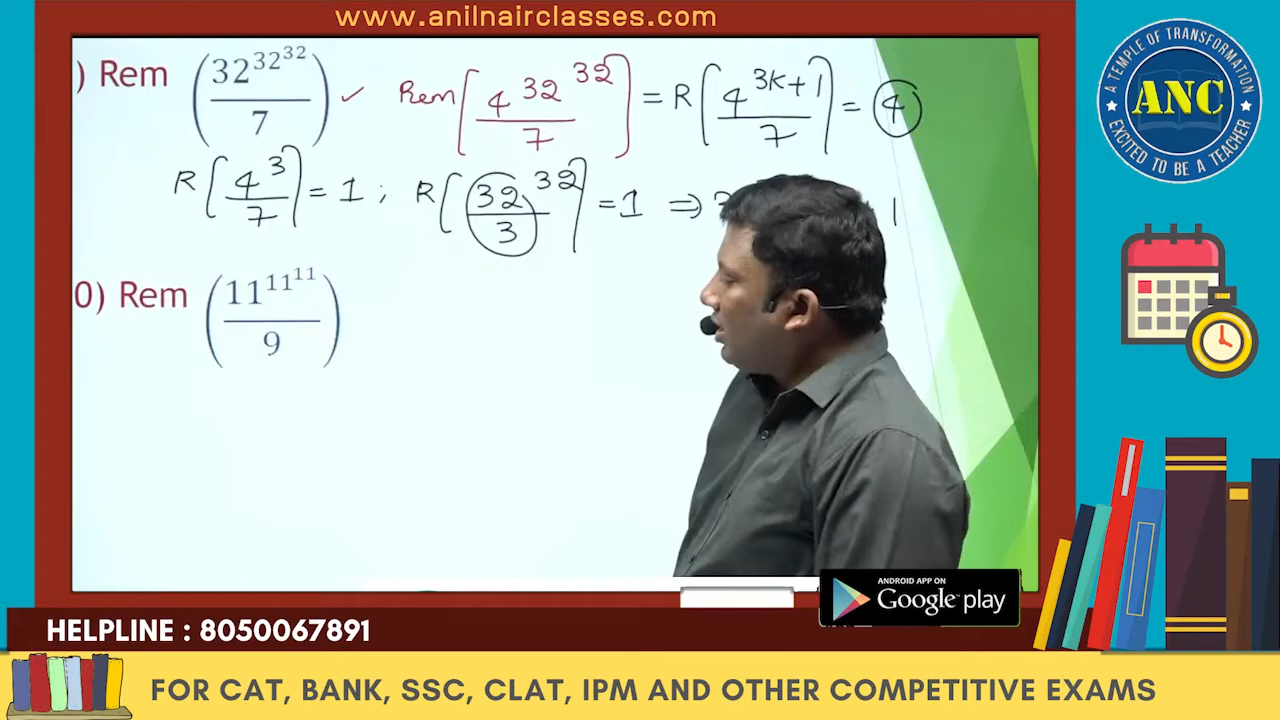 www.anilnairclasses.com
) Rem (32^32^32 / 7) ✓ Rem[4^32^32 / 7] = R[4^3K+1 / 7] = 4
R[4^3 / 7] = 1 ; R[32^32 / 3] = 1 ⇒ 1
0) Rem (11^11^11 / 9)
A TEMPLE OF TRANSFORMATION
ANC
EXCITED TO BE A TEACHER
ANDROID APP ON
Google play
HELPLINE : 8050067891
FOR CAT, BANK, SSC, CLAT, IPM AND OTHER COMPETITIVE EXAMS